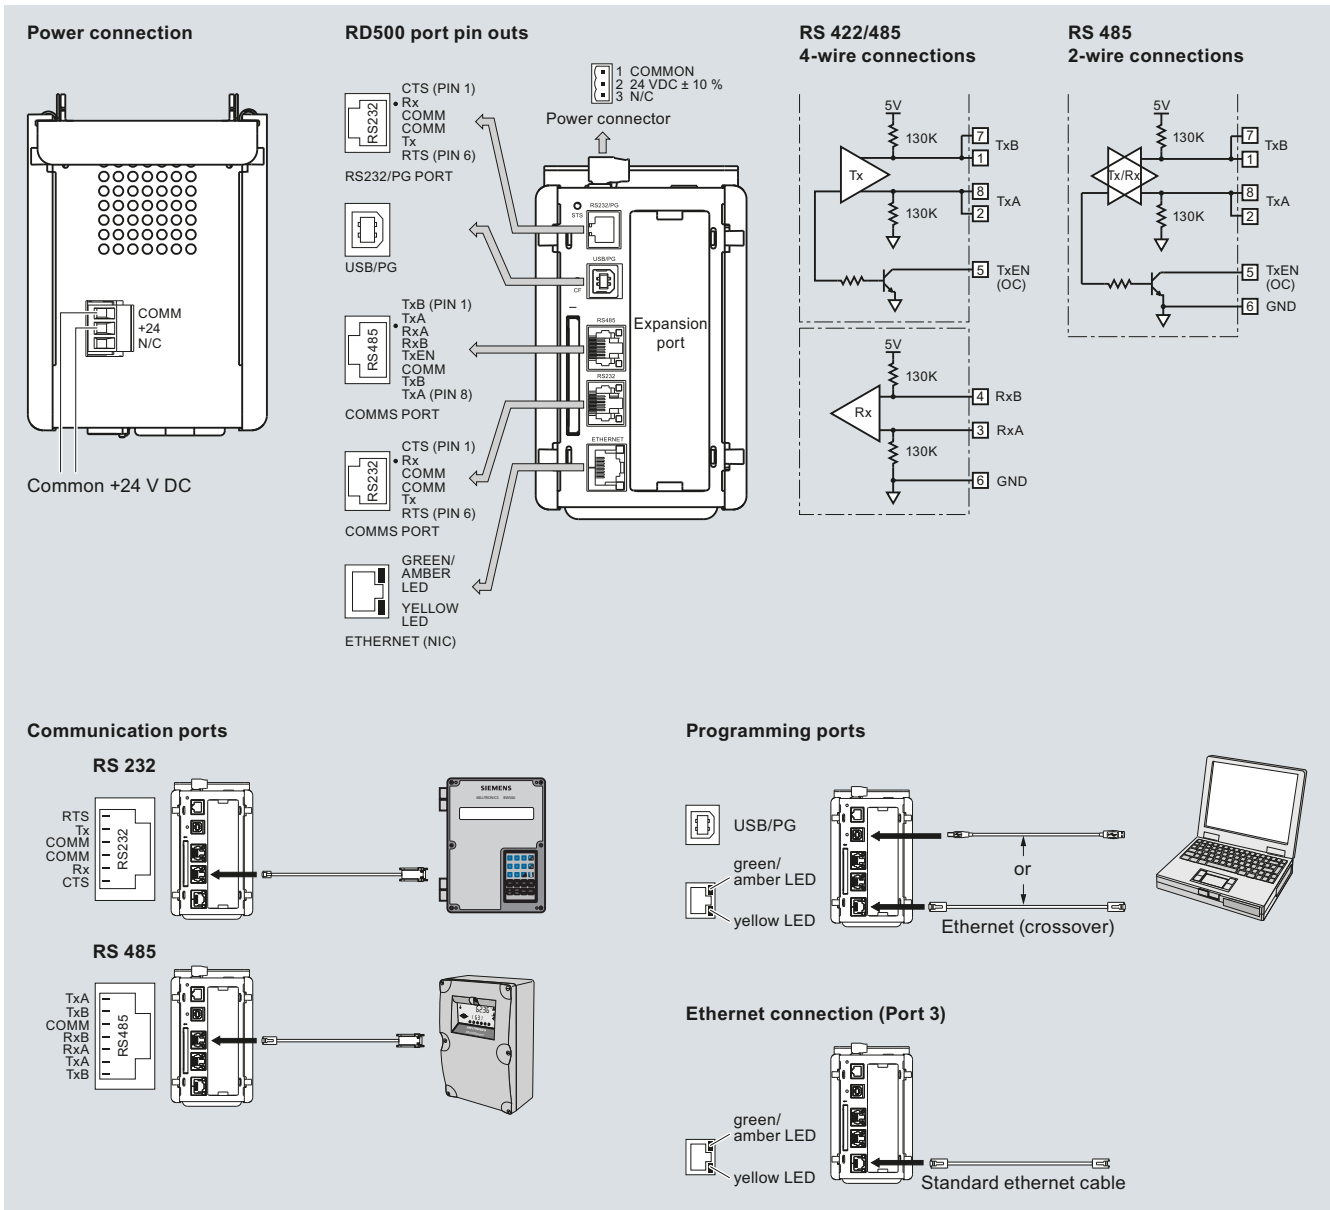 Power connection
COMM
+24
N/C
Common +24 V DC
RD500 port pin outs
1 COMMON
2 24 VDC ± 10 %
3 N/C
Power connector
RS232
CTS (PIN 1)
Rx
COMM
COMM
Tx
RTS (PIN 6)
RS232/PG PORT
USB/PG
RS485
TxB (PIN 1)
TxA
RxA
RxB
TxEN
COMM
TxB
TxA (PIN 8)
COMMS PORT
RS232
CTS (PIN 1)
Rx
COMM
COMM
Tx
RTS (PIN 6)
COMMS PORT
GREEN/
AMBER
LED
YELLOW
LED
ETHERNET (NIC)
RS232/PG
STS
USB/PG
CF
RS485
RS232
ETHERNET
Expansion
port
RS 422/485
4-wire connections
5V
130K
7
TxB
1
Tx
8
TxA
130K
2
5 TxEN
(OC)
5V
130K
4 RxB
Rx
3 RxA
130K
6 GND
RS 485
2-wire connections
5V
130K
7
TxB
1
Tx/Rx
8
TxA
130K
2
5 TxEN
(OC)
6 GND
Communication ports
RS 232
RTS
Tx
COMM
COMM
Rx
CTS
RS232
SIEMENS
RS 485
TxA
TxB
COMM
RxB
RxA
TxA
TxB
RS485
Programming ports
USB/PG
green/
amber LED
yellow LED
or
Ethernet (crossover)
Ethernet connection (Port 3)
green/
amber LED
yellow LED
Standard ethernet cable